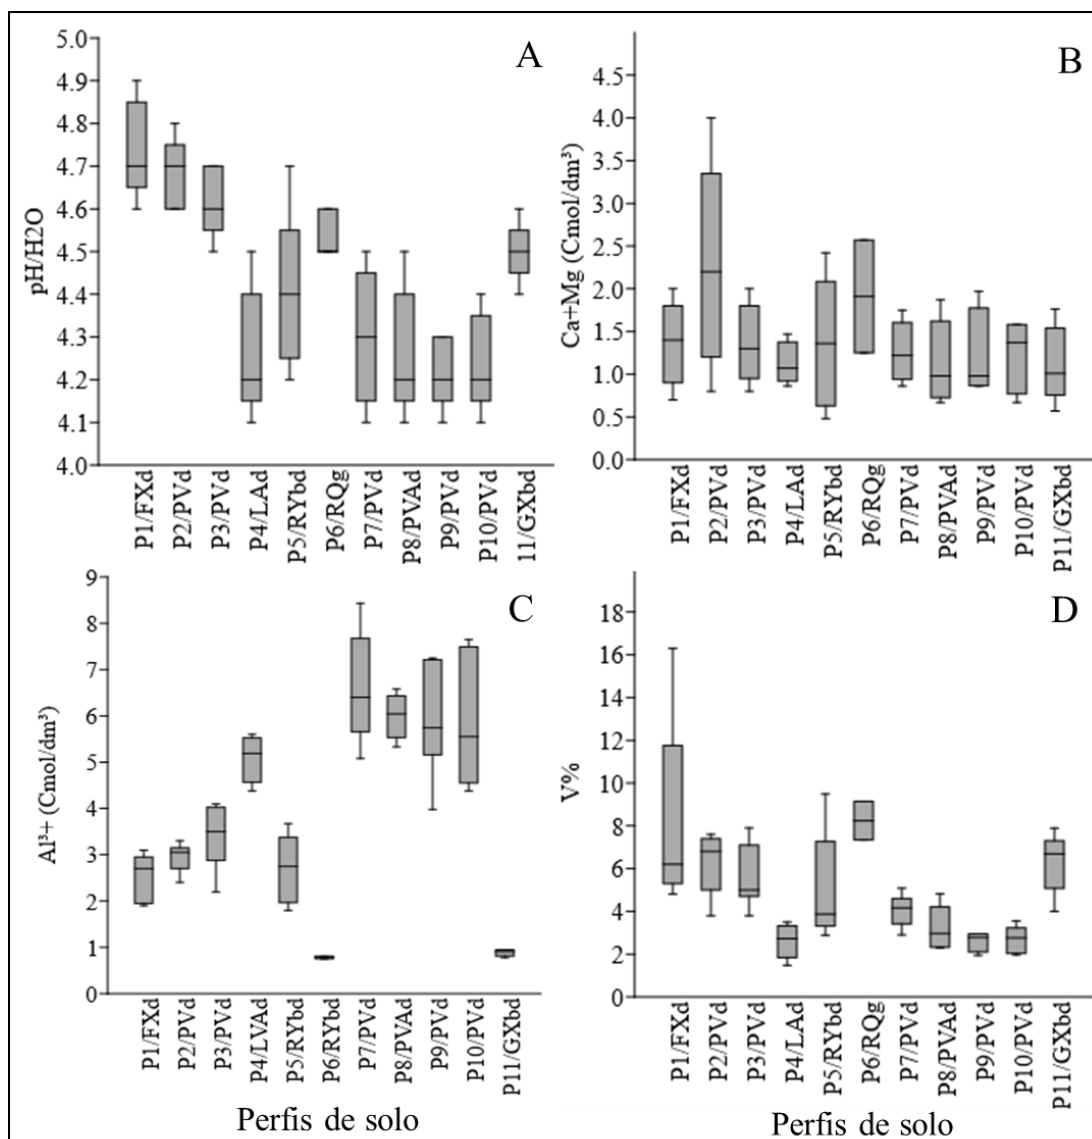 A
pH/H2O
5.0
4.9
4.8
4.7
4.6
4.5
4.4
4.3
4.2
4.1
4.0
P1/FXd
P2/PVd
P3/PVd
P4/LAd
P5/RYbd
P6/RQg
P7/PVd
P8/PVAd
P9/PVd
P10/PVd
11/GXbd
B
Ca+Mg (Cmol/dm³)
4.5
4.0
3.5
3.0
2.5
2.0
1.5
1.0
0.5
0.0
P1/FXd
P2/PVd
P3/PVd
P4/LAd
P5/RYbd
P6/RQg
P7/PVd
P8/PVAd
P9/PVd
P10/PVd
P11/GXbd
C
Al³+ (Cmol/dm³)
9
8
7
6
5
4
3
2
1
0
P1/FXd
P2/PVd
P3/PVd
P4/LVAd
P5/RYbd
P6/RYbd
P7/PVd
P8/PVAd
P9/PVd
P10/PVd
P11/GXbd
Perfis de solo
D
V%
18
16
14
12
10
8
6
4
2
0
P1/FXd
P2/PVd
P3/PVd
P4/LAd
P5/RYbd
P6/RQg
P7/PVd
P8/PVAd
P9/PVd
P10/PVd
P11/GXbd
Perfis de solo